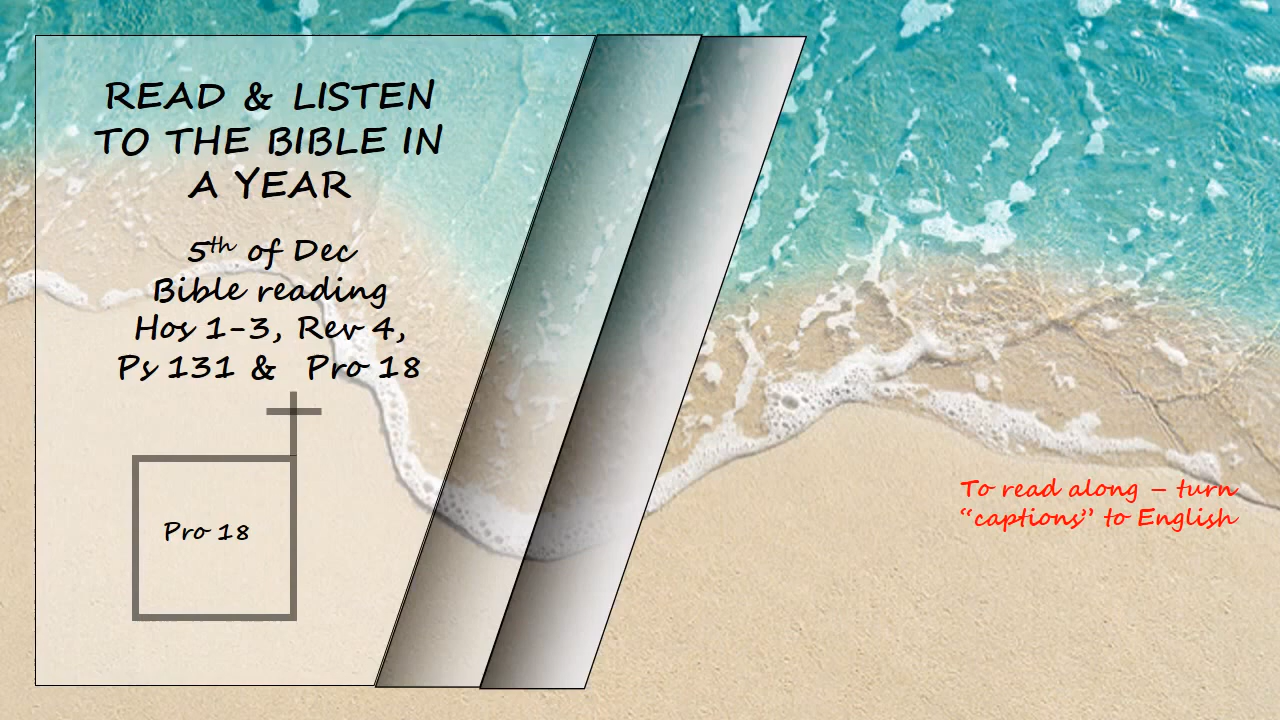 READ & LISTEN
TO THE BIBLE IN
A YEAR
5th of Dec
Bible reading
Hos 1-3, Rev 4,
Ps 131 & Pro 18
Pro 18
To read along – turn
“captions” to English